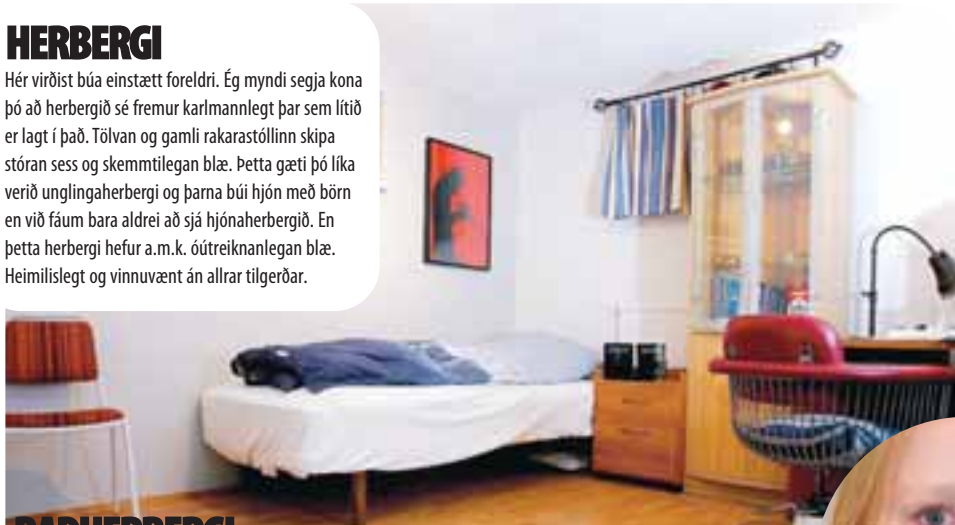 HERBERGI
Hér virðist búa einstætt foreldri. Ég myndi segja kona
þó að herbergið sé fremur karlmannlegt þar sem lítið
er lagt í það. Tölvan og gamli rakarastóllinn skipa
stóran sess og skemmtilegan blæ. Þetta gæti þó líka
verið unglingaherbergi og þarna búi hjón með börn
en við fáum bara aldrei að sjá hjónaherbergið. En
þetta herbergi hefur a.m.k. óútreiknanlegan blæ.
Heimilislegt og vinnuvænt án allrar tilgerðar.
BAÐHERBERGI